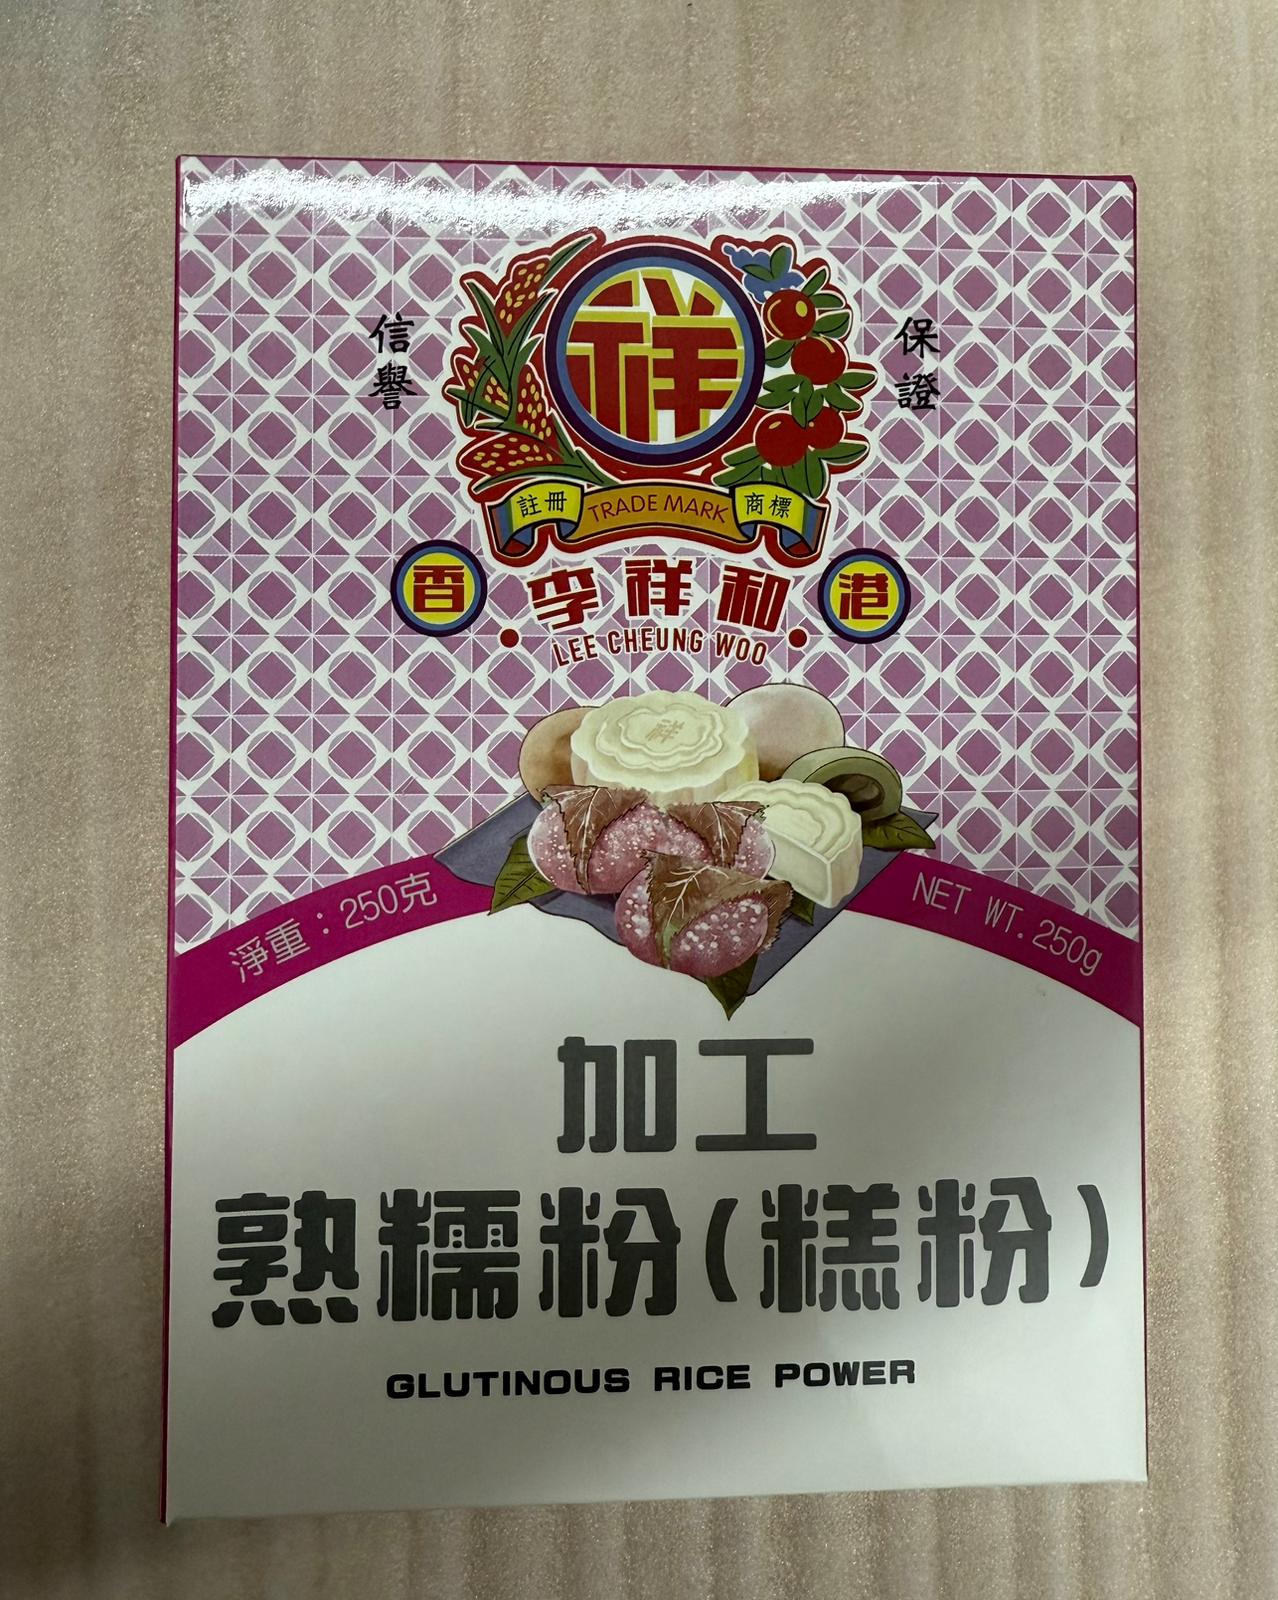 祥
信譽
保證
註冊 TRADE MARK 商標
香 李祥和 港
LEE CHEUNG WOO
祥
淨重：250克
NET WT. 250g
加工
熟糯粉(糕粉)
GLUTINOUS RICE POWER